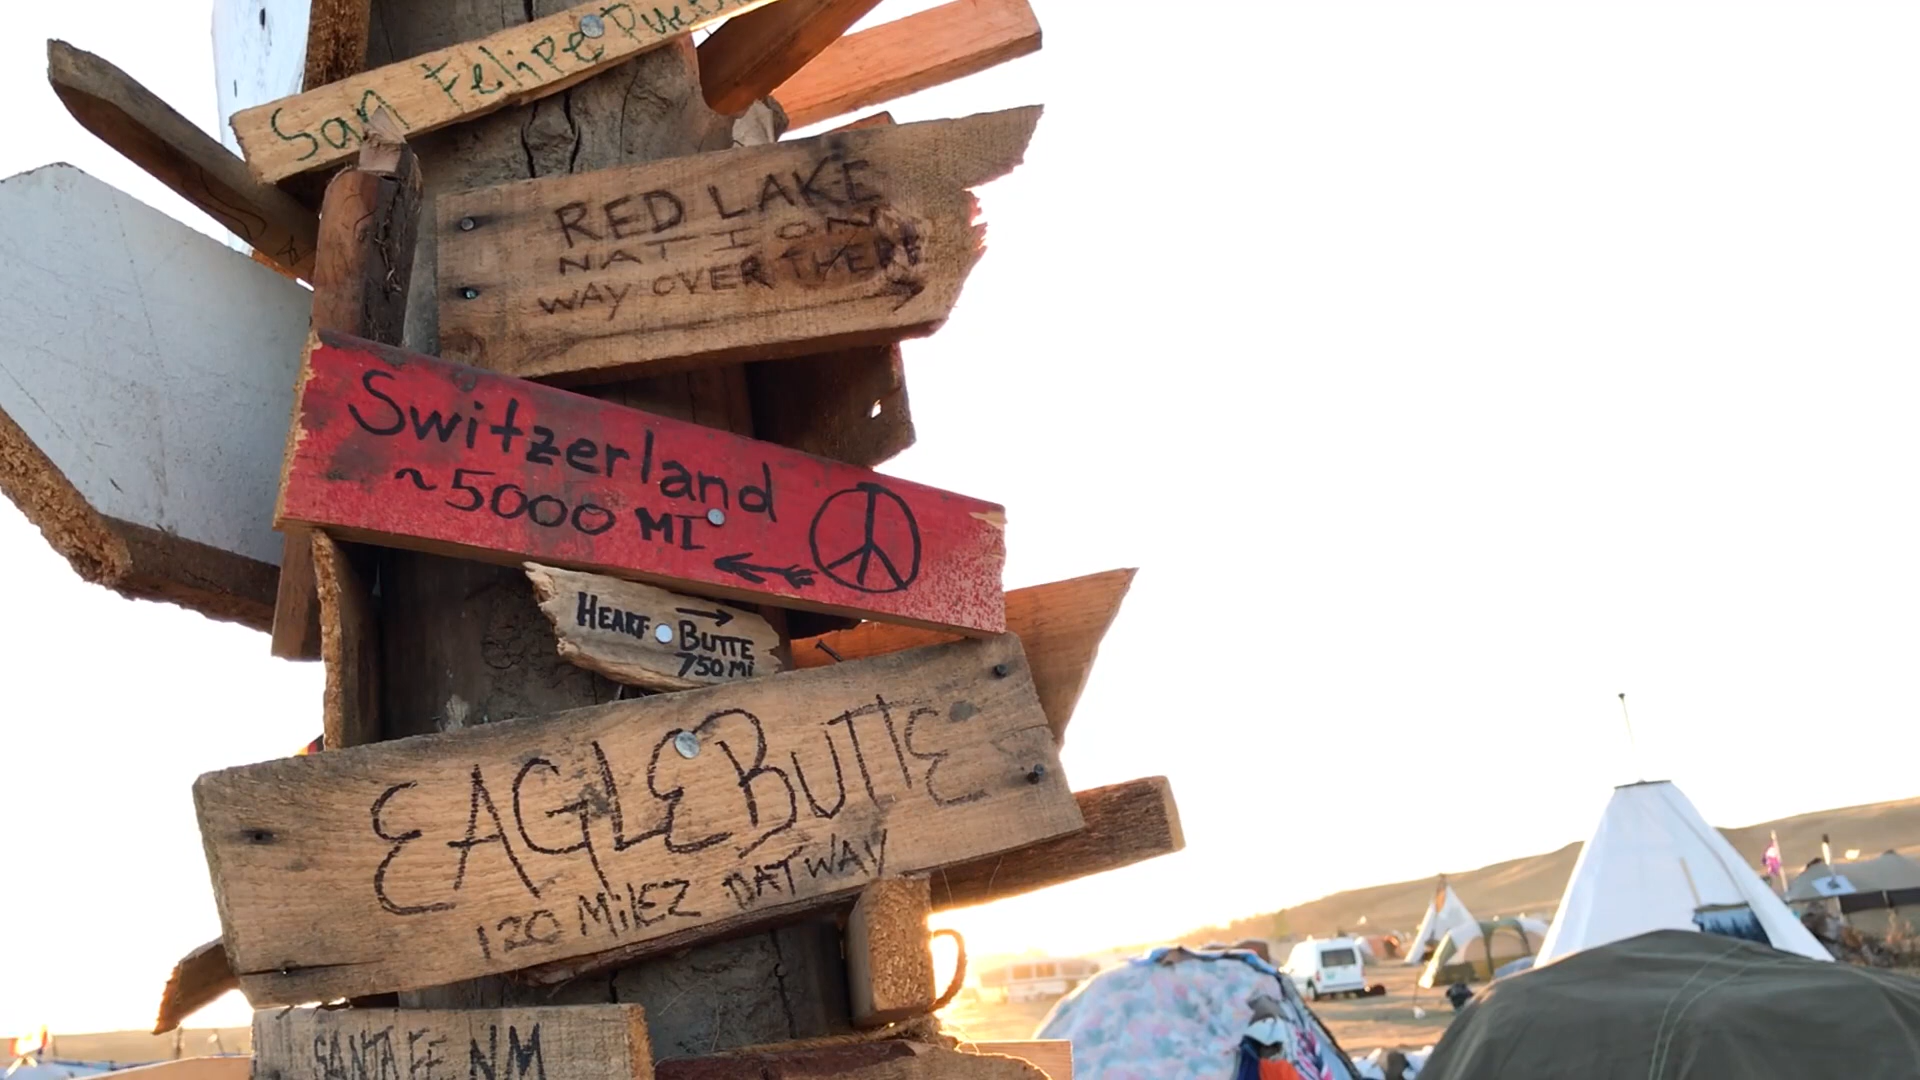 San Felipe Pueblo
RED LAKE
NATION
WAY OVER THERE
Switzerland
~5000 MI
HEART BUTTE
750 MI
EAGLE BUTTE
120 MILEZ DAT WAY
SANTA FE, NM